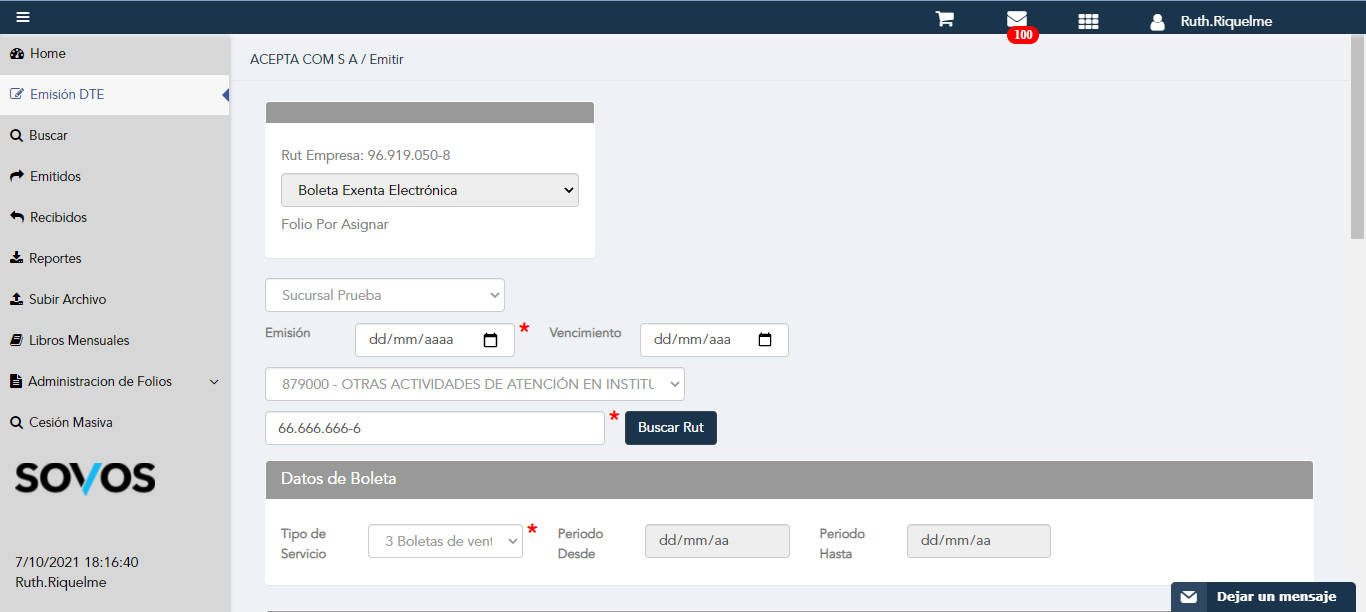 100
Ruth.Riquelme
Home
Emisión DTE
Buscar
Emitidos
Recibidos
Reportes
Subir Archivo
Libros Mensuales
Administracion de Folios
Cesión Masiva
SOVOS
7/10/2021 18:16:40
Ruth.Riquelme
ACEPTA COM S A / Emitir
Rut Empresa: 96.919.050-8
Boleta Exenta Electrónica
Folio Por Asignar
Sucursal Prueba
Emisión dd/mm/aaaa * Vencimiento dd/mm/aaa
879000 - OTRAS ACTIVIDADES DE ATENCIÓN EN INSTITU
66.666.666-6 * Buscar Rut
Datos de Boleta
Tipo de Servicio 3 Boletas de vent * Periodo Desde dd/mm/aa Periodo Hasta dd/mm/aa
Dejar un mensaje